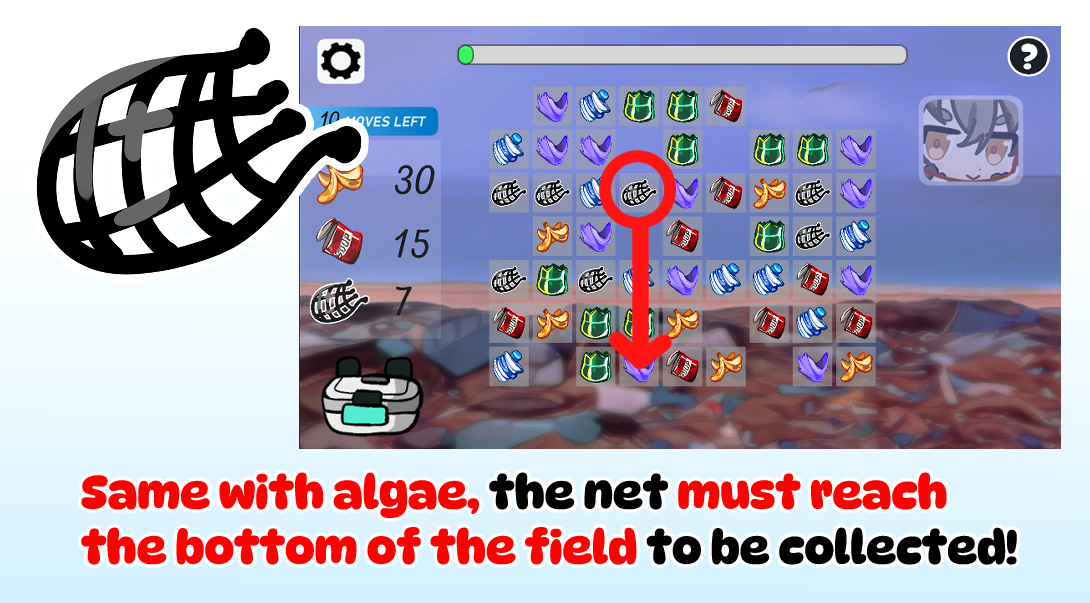 ?
10 MOVES LEFT
30
15
7
Same with algae, the net must reach
the bottom of the field to be collected!